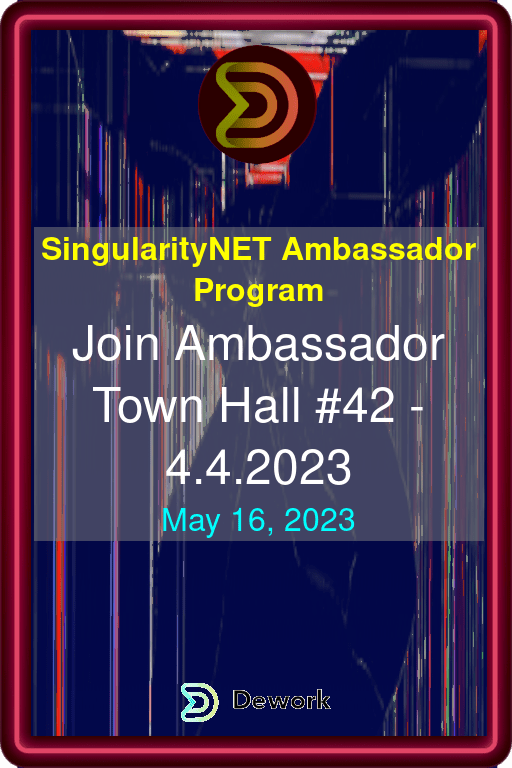 SingularityNET Ambassador
Program
Join Ambassador
Town Hall #42 -
4.4.2023
May 16, 2023
Dework